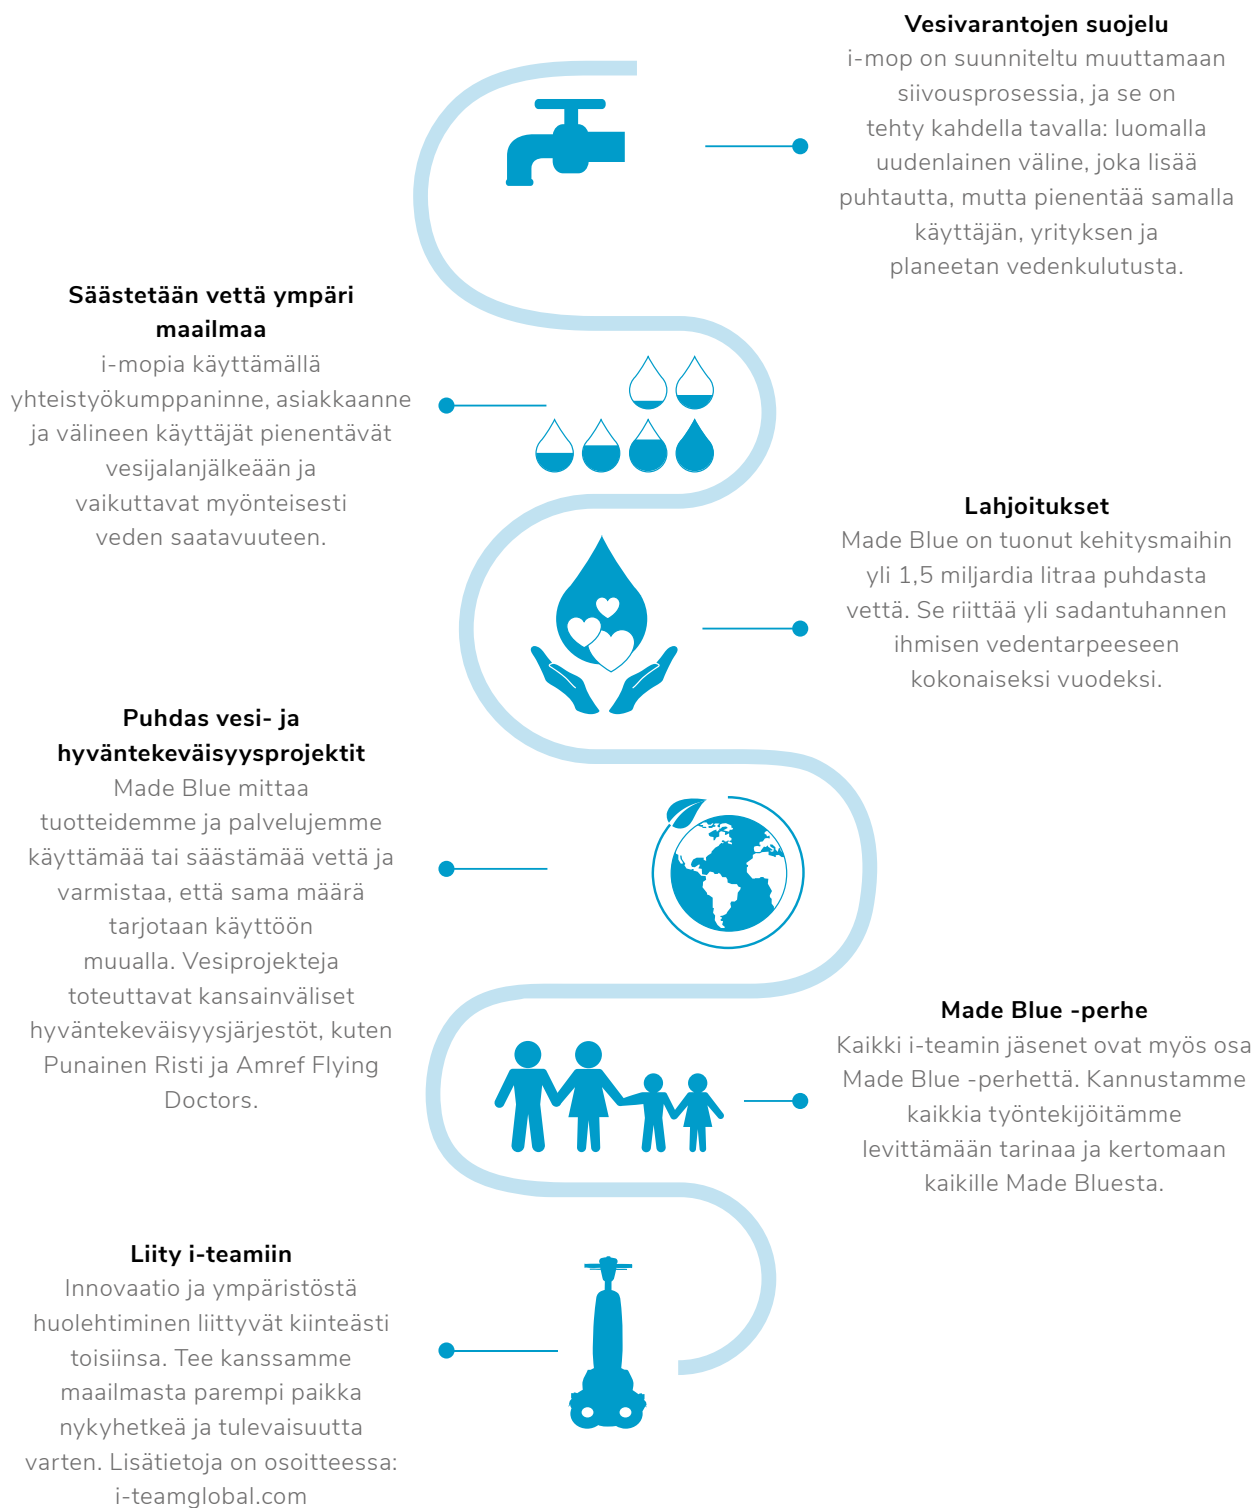 Vesivarantojen suojelu
i-mop on suunniteltu muuttamaan
siivousprosessia, ja se on
tehty kahdella tavalla: luomalla
uudenlainen väline, joka lisää
puhtautta, mutta pienentää samalla
käyttäjän, yrityksen ja
planeetan vedenkulutusta.
Säästetään vettä ympäri
maailmaa
i-mopia käyttämällä
yhteistyökumppaninne, asiakkaanne
ja välineen käyttäjät pienentävät
vesijalanjälkeään ja
vaikuttavat myönteisesti
veden saatavuuteen.
Lahjoitukset
Made Blue on tuonut kehitysmaihin
yli 1,5 miljardia litraa puhdasta
vettä. Se riittää yli sadantuhannen
ihmisen vedentarpeeseen
kokonaiseksi vuodeksi.
Puhdas vesi- ja
hyväntekeväisyysprojektit
Made Blue mittaa
tuotteidemme ja palvelujemme
käyttämää tai säästämää vettä ja
varmistaa, että sama määrä
tarjotaan käyttöön
muualla. Vesiprojekteja
toteuttavat kansainväliset
hyväntekeväisyysjärjestöt, kuten
Punainen Risti ja Amref Flying
Doctors.
Made Blue -perhe
Kaikki i-teamin jäsenet ovat myös osa
Made Blue -perhettä. Kannustamme
kaikkia työntekijöitämme
levittämään tarinaa ja kertomaan
kaikille Made Bluesta.
Liity i-teamiin
Innovaatio ja ympäristöstä
huolehtiminen liittyvät kiinteästi
toisiinsa. Tee kanssamme
maailmasta parempi paikka
nykyhetkeä ja tulevaisuutta
varten. Lisätietoja on osoitteessa:
i-teamglobal.com